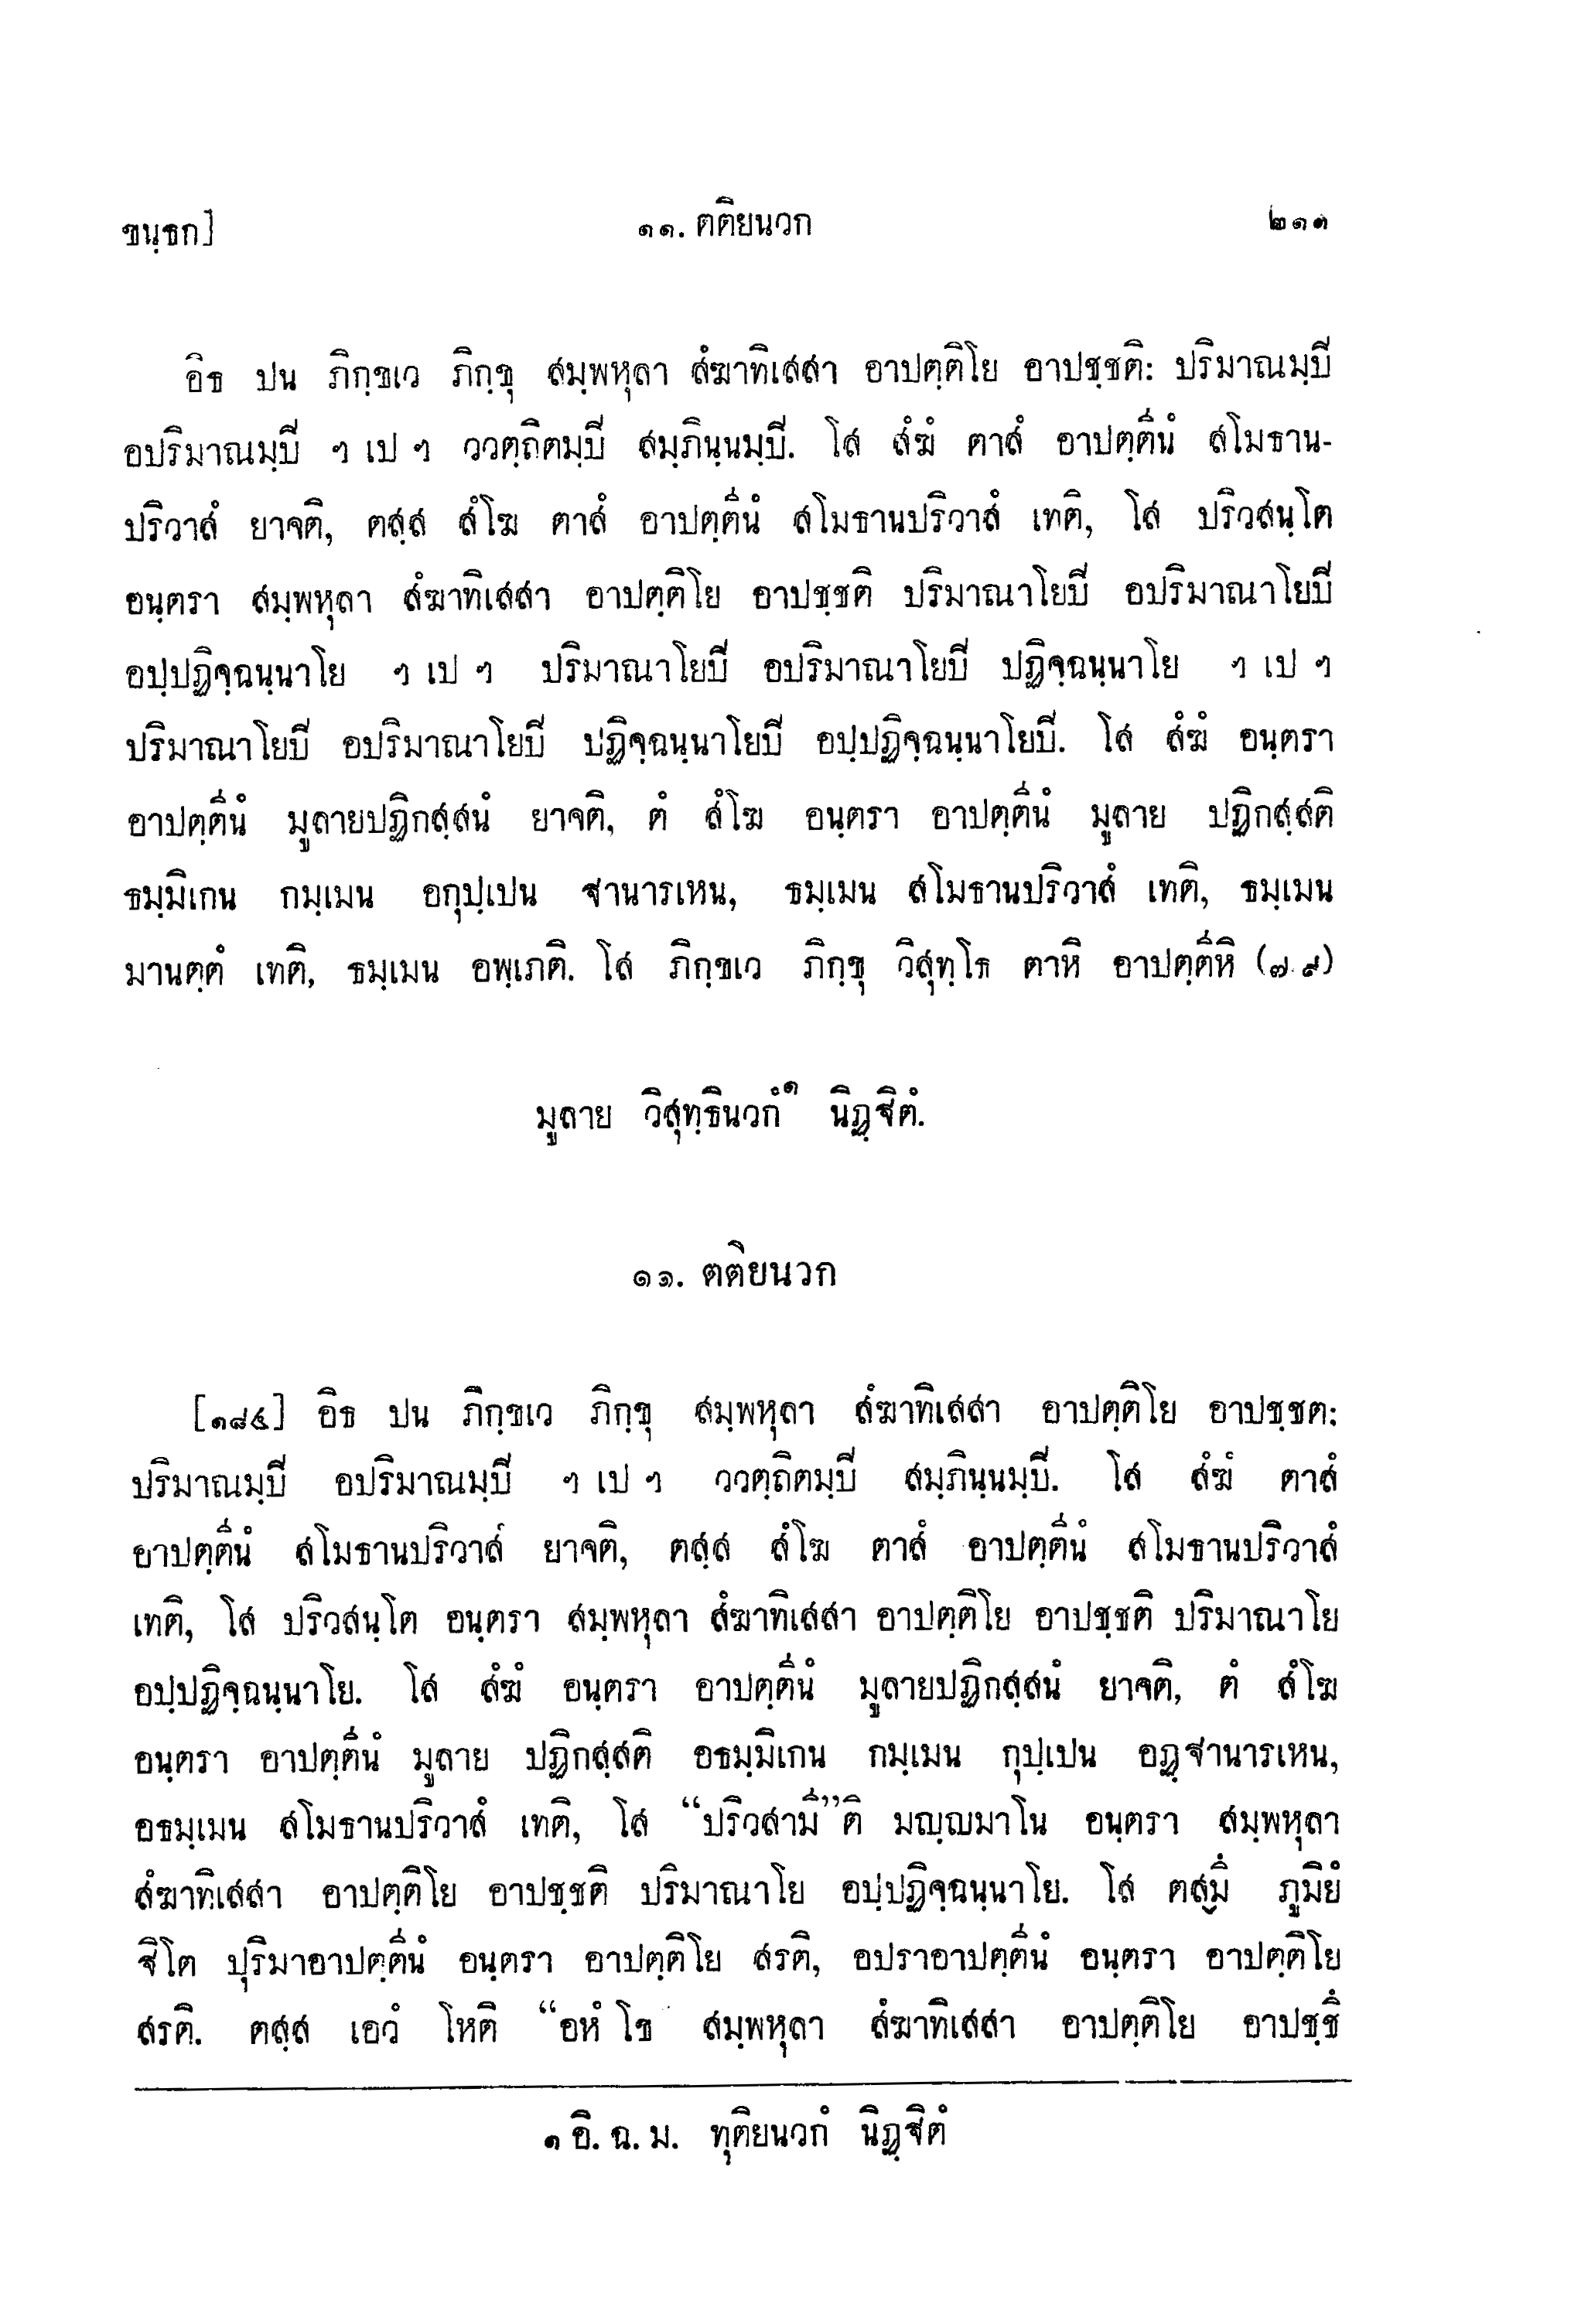 ขนฺธก]
๑๑. ตติยนวก
๒๑๓
อิธ ปน ภิกฺขเว ภิกฺขุ สมฺพหุลา สํฆาทิเสสา อาปตฺติโย อาปชฺชติ: ปริมาณมฺปี
อปริมาณมฺปี ฯ เป ฯ ววตฺถิตมฺปี สมฺภินฺนมฺปี. โส สํฆํ ตาสํ อาปตฺตีนํ สโมธาน-
ปริวาสํ ยาจติ, ตสฺส สํโฆ ตาสํ อาปตฺตีนํ สโมธานปริวาสํ เทติ, โส ปริวสนฺโต
อนฺตรา สมฺพหุลา สํฆาทิเสสา อาปตฺติโย อาปชฺชติ ปริมาณาโยปี อปริมาณาโยปี
อปฺปฏิจฺฉนฺนาโย ฯ เป ฯ ปริมาณาโยปี อปริมาณาโยปี ปฏิจฺฉนฺนาโย ฯ เป ฯ
ปริมาณาโยปี อปริมาณาโยปี ปฏิจฺฉนฺนาโยปี อปฺปฏิจฺฉนฺนาโยปี. โส สํฆํ อนฺตรา
อาปตฺตีนํ มูลายปฏิกสฺสนํ ยาจติ, ตํ สํโฆ อนฺตรา อาปตฺตีนํ มูลาย ปฏิกสฺสติ
ธมฺมิเกน กมฺเมน อกุปฺเปน ฐานารเหน, ธมฺเมน สโมธานปริวาสํ เทติ, ธมฺเมน
มานตฺตํ เทติ, ธมฺเมน อพฺเภติ. โส ภิกฺขเว ภิกฺขุ วิสุทฺโธ ตาหิ อาปตฺตีหิ (๗.๙)
มูลาย วิสุทฺธินวกํ๑ นิฏฺฐิตํ.
๑๑. ตติยนวก
[๑๘๕] อิธ ปน ภิกฺขเว ภิกฺขุ สมฺพหุลา สํฆาทิเสสา อาปตฺติโย อาปชฺชต:
ปริมาณมฺปี อปริมาณมฺปี ฯ เป ฯ ววตฺถิตมฺปี สมฺภินฺนมฺปี. โส สํฆํ ตาสํ
อาปตฺตีนํ สโมธานปริวาสํ ยาจติ, ตสฺส สํโฆ ตาสํ อาปตฺตีนํ สโมธานปริวาสํ
เทติ, โส ปริวสนฺโต อนฺตรา สมฺพหุลา สํฆาทิเสสา อาปตฺติโย อาปชฺชติ ปริมาณาโย
อปฺปฏิจฺฉนฺนาโย. โส สํฆํ อนฺตรา อาปตฺตีนํ มูลายปฏิกสฺสนํ ยาจติ, ตํ สํโฆ
อนฺตรา อาปตฺตีนํ มูลาย ปฏิกสฺสติ อธมฺมิเกน กมฺเมน กุปฺเปน อฏฺฐานารเหน,
อธมฺเมน สโมธานปริวาสํ เทติ, โส “ปริวสามี”ติ มญฺญมาโน อนฺตรา สมฺพหุลา
สํฆาทิเสสา อาปตฺติโย อาปชฺชติ ปริมาณาโย อปฺปฏิจฺฉนฺนาโย. โส ตสฺมึ ภูมิยํ
ฐิโต ปุริมาอาปตฺตีนํ อนฺตรา อาปตฺติโย สรติ, อปราอาปตฺตีนํ อนฺตรา อาปตฺติโย
สรติ. ตสฺส เอวํ โหติ “อหํ โข สมฺพหุลา สํฆาทิเสสา อาปตฺติโย อาปชฺชึ
๑ อิ. ฉ. ม. ทุติยนวกํ นิฏฺฐิตํ